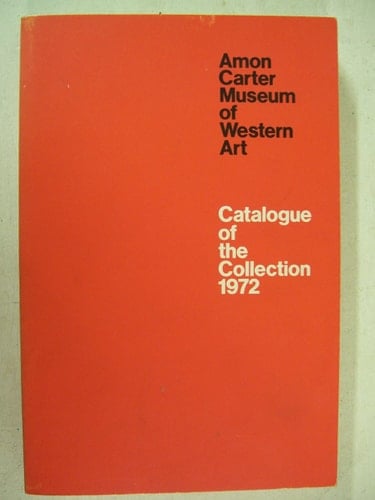 Amon
Carter
Museum
of
Western
Art
Catalogue
of
the
Collection
1972